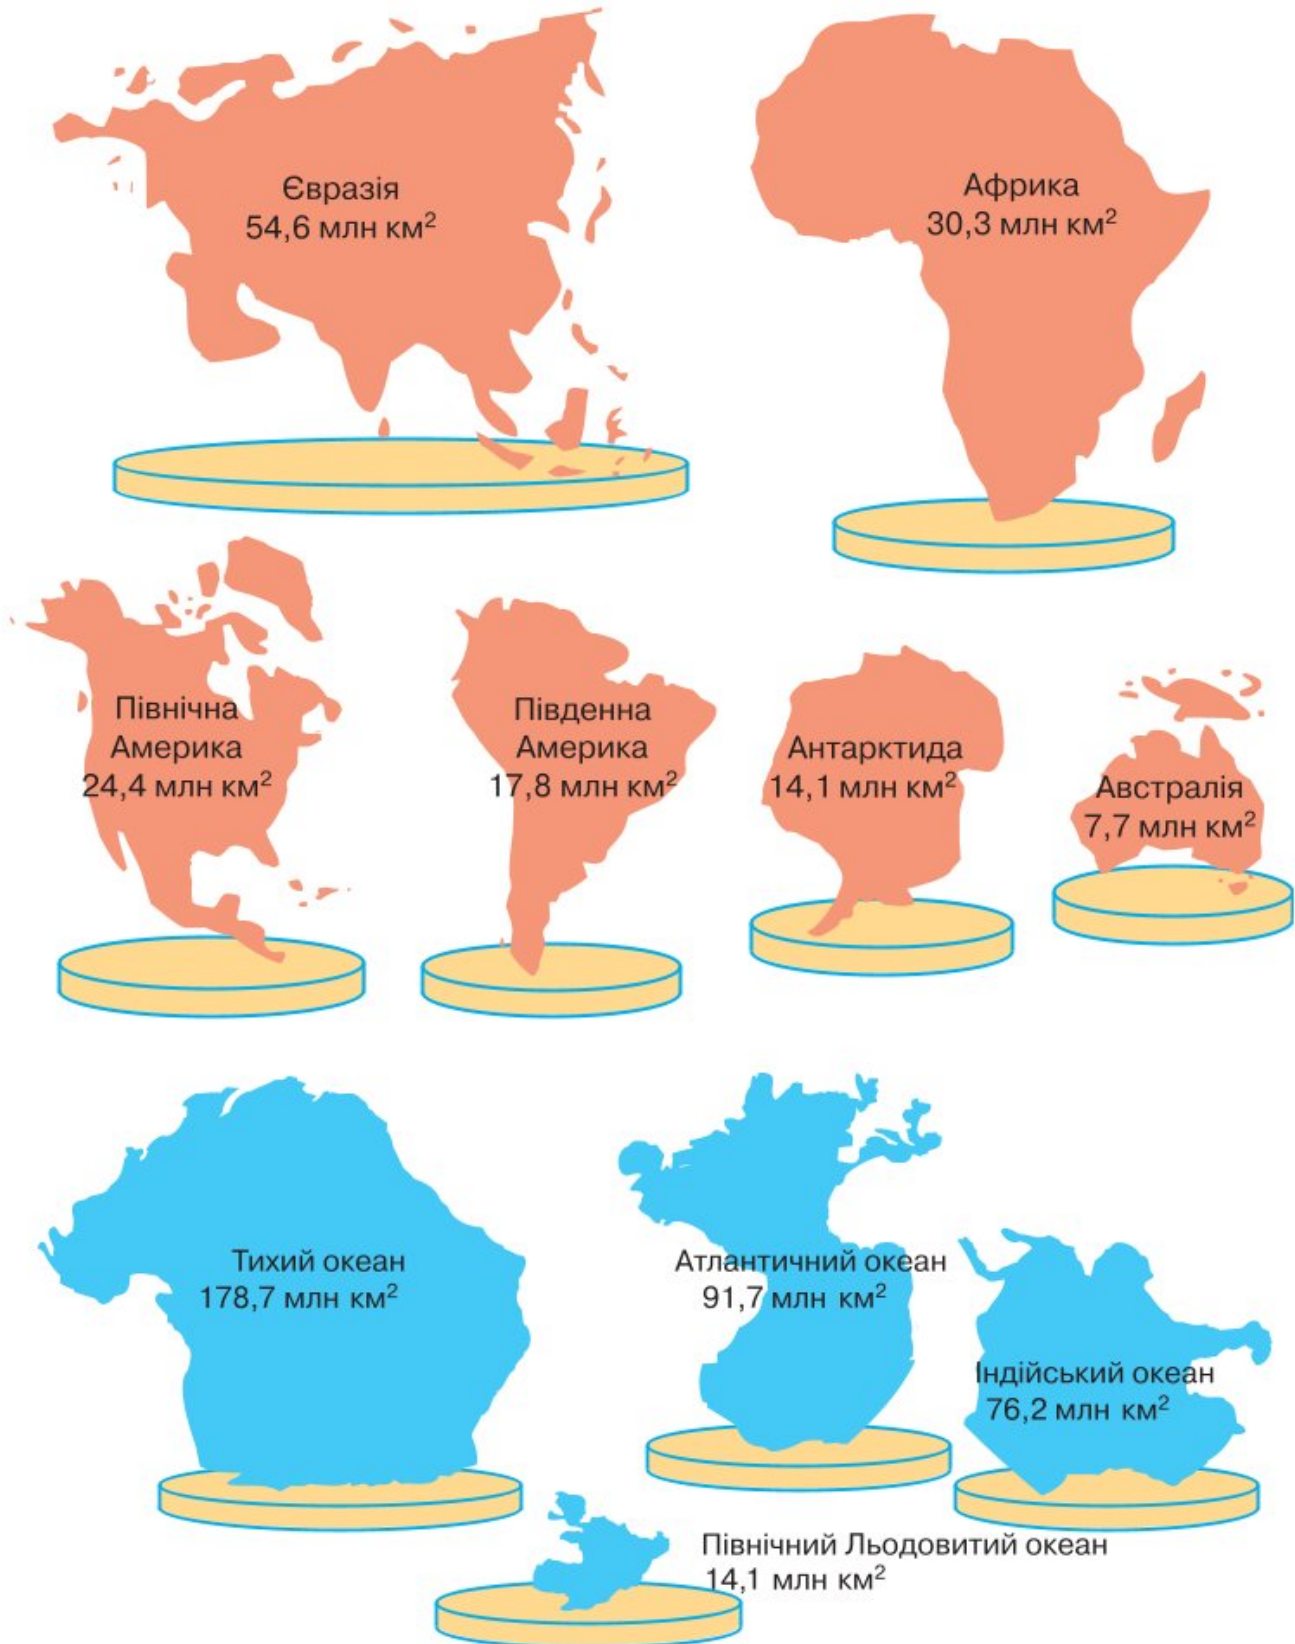 Євразія
54,6 млн км²
Африка
30,3 млн км²
Північна
Америка
24,4 млн км²
Південна
Америка
17,8 млн км²
Антарктида
14,1 млн км²
Австралія
7,7 млн км²
Тихий океан
178,7 млн км²
Атлантичний океан
91,7 млн км²
Індійський океан
76,2 млн км²
Північний Льодовитий океан
14,1 млн км²